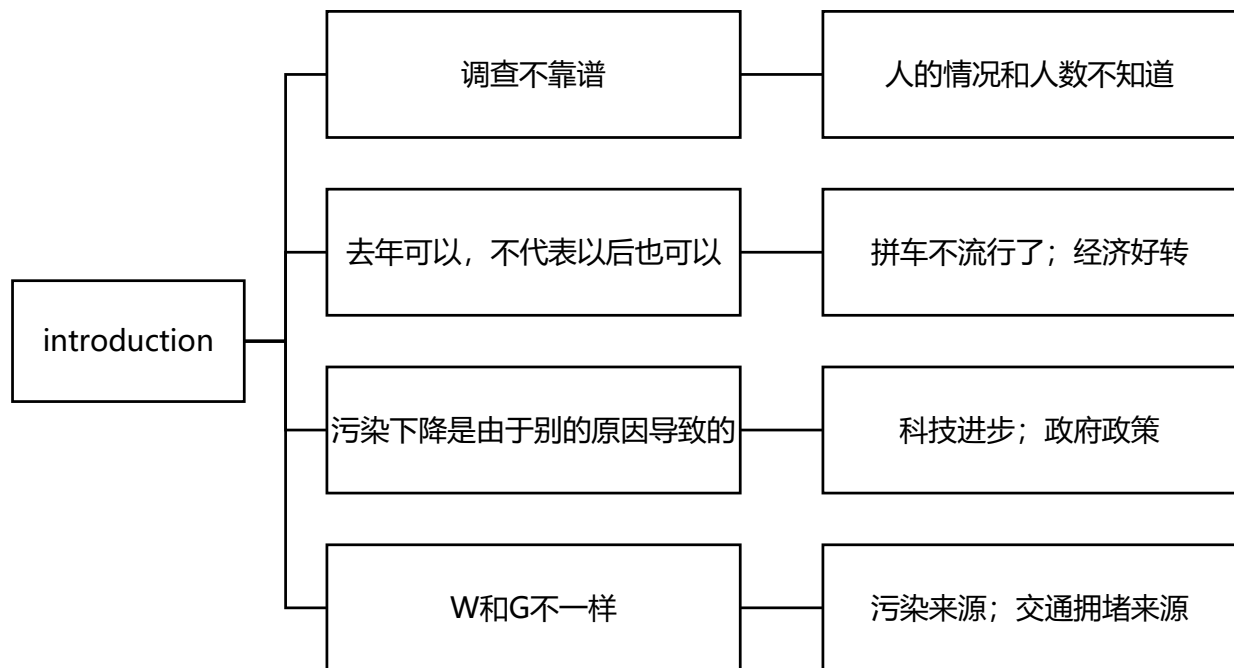 introduction
调查不靠谱
人的情况和人数不知道
去年可以，不代表以后也可以
拼车不流行了；经济好转
污染下降是由于别的原因导致的
科技进步；政府政策
W和G不一样
污染来源；交通拥堵来源